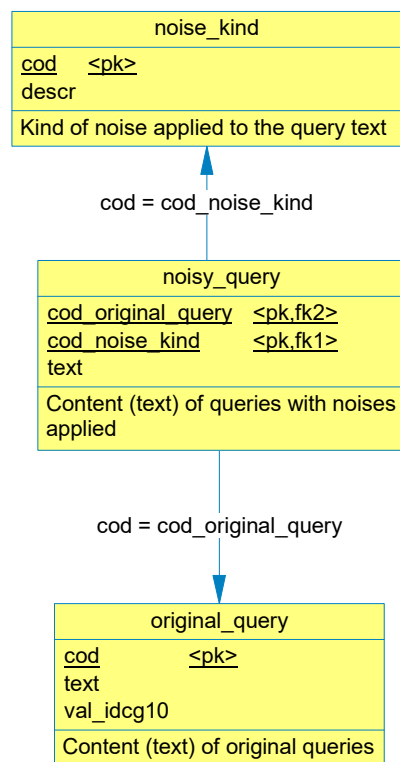 noise_kind
cod <pk>
descr
Kind of noise applied to the query text
cod = cod_noise_kind
noisy_query
cod_original_query <pk,fk2>
cod_noise_kind <pk,fk1>
text
Content (text) of queries with noises
applied
cod = cod_original_query
original_query
cod <pk>
text
val_idcg10
Content (text) of original queries